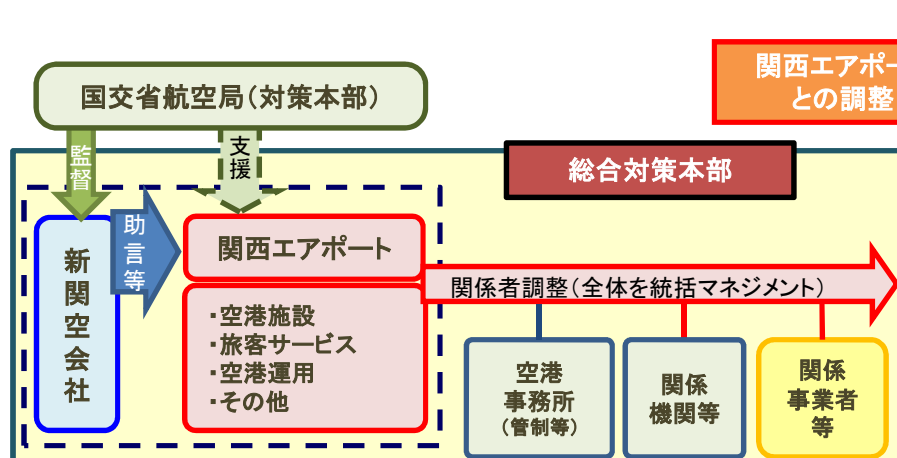 国交省航空局(対策本部)
関西エアポー
との調整
監督
支援
総合対策本部
新関空会社
助言等
関西エアポート
・空港施設
・旅客サービス
・空港運用
・その他
関係者調整(全体を統括マネジメント)
空港
事務所
(管制等)
関係
機関等
関係
事業者
等